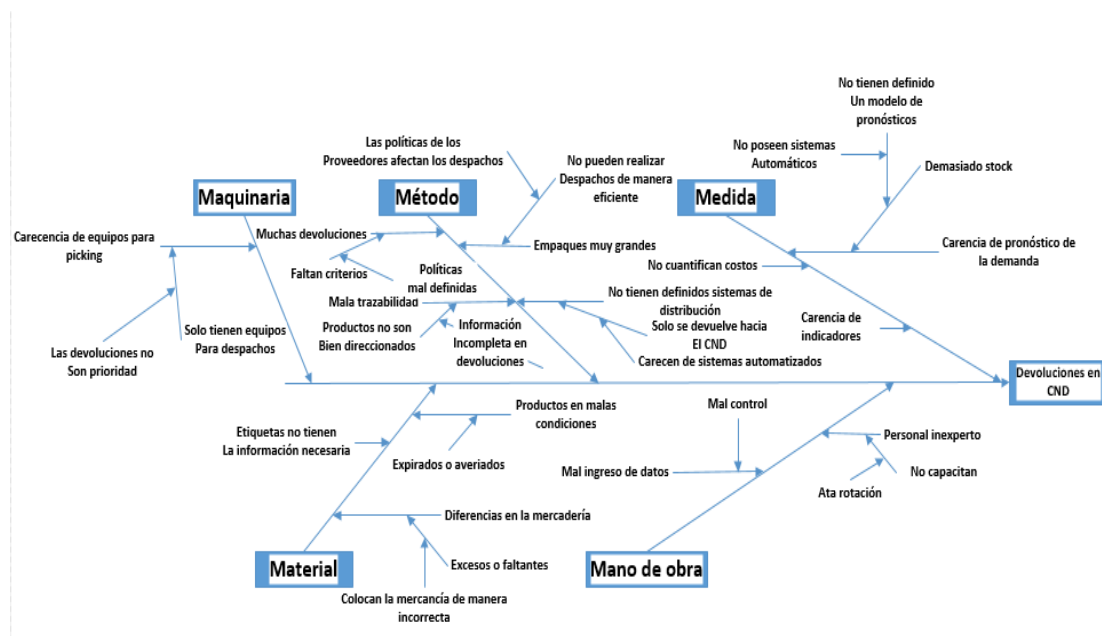 No tienen definido
Un modelo de
pronósticos
Las políticas de los
Proveedores afectan los despachos
No poseen sistemas
Automáticos
No pueden realizar
Despachos de manera
eficiente
Demasiado stock
Maquinaria
Método
Medida
Carecencia de equipos para
picking
Muchas devoluciones
Empaques muy grandes
Carencia de pronóstico de
la demanda
Faltan criterios
Políticas
mal definidas
No cuantifican costos
Mala trazabilidad
No tienen definidos sistemas de
distribución
Productos no son
Bien direccionados
Información
Incompleta en
devoluciones
Solo se devuelve hacia
El CND
Carencia de
indicadores
Solo tienen equipos
Para despachos
Las devoluciones no
Son prioridad
Carecen de sistemas automatizados
Devoluciones en
CND
Productos en malas
condiciones
Mal control
Etiquetas no tienen
La información necesaria
Personal inexperto
Expirados o averiados
Mal ingreso de datos
No capacitan
Ata rotación
Diferencias en la mercadería
Material
Excesos o faltantes
Mano de obra
Colocan la mercancía de manera
incorrecta